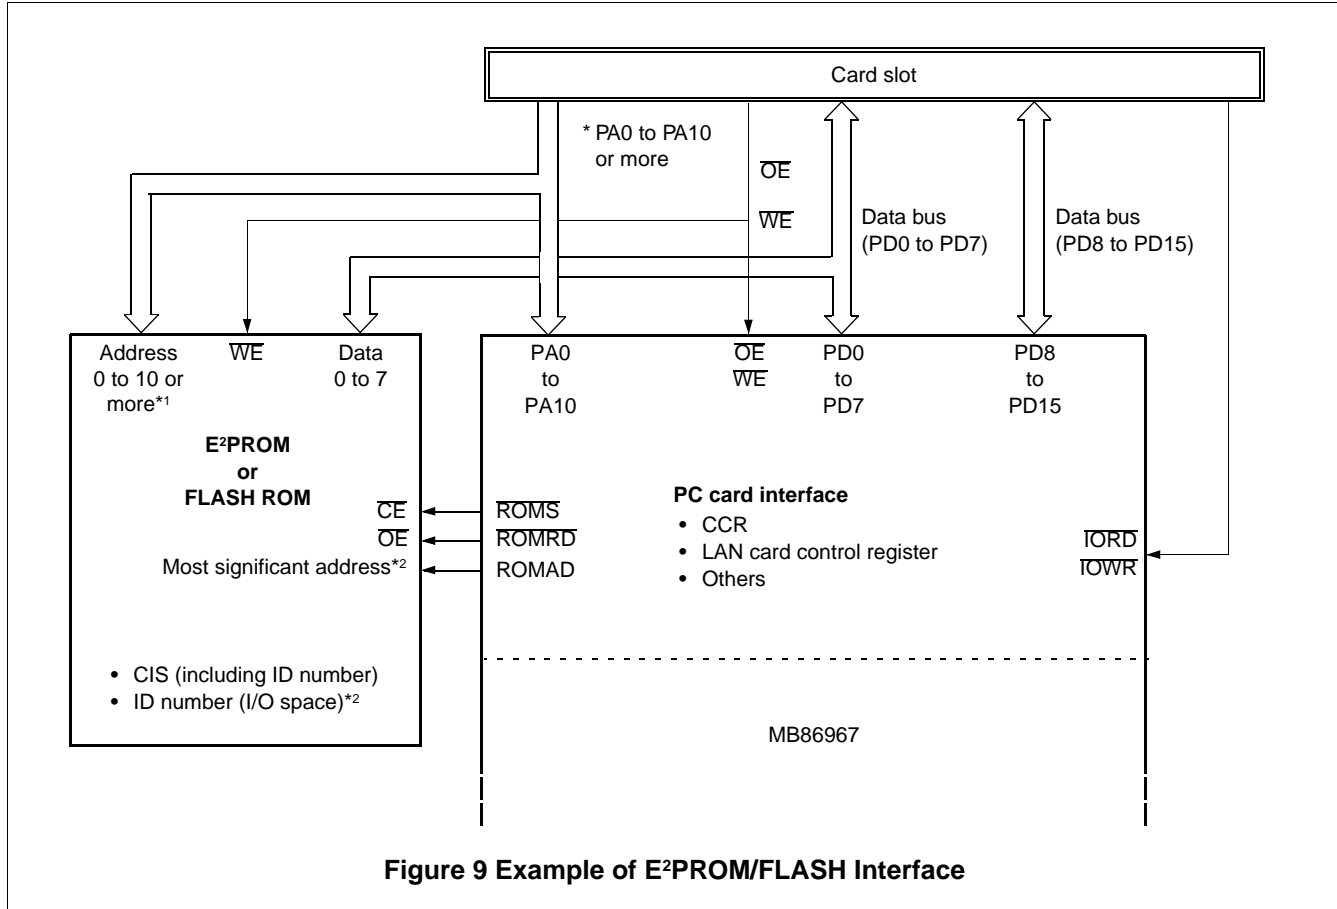 Card slot
* PA0 to PA10
or more
OE
WE
Data bus
(PD0 to PD7)
Data bus
(PD8 to PD15)
Address
0 to 10 or
more*1
WE
Data
0 to 7
E2PROM
or
FLASH ROM
CE
OE
Most significant address*2
• CIS (including ID number)
• ID number (I/O space)*2
PA0
to
PA10
OE
WE
PD0
to
PD7
PD8
to
PD15
ROMS
ROMRD
ROMAD
PC card interface
• CCR
• LAN card control register
• Others
IORD
IOWR
MB86967
Figure 9 Example of E2PROM/FLASH Interface